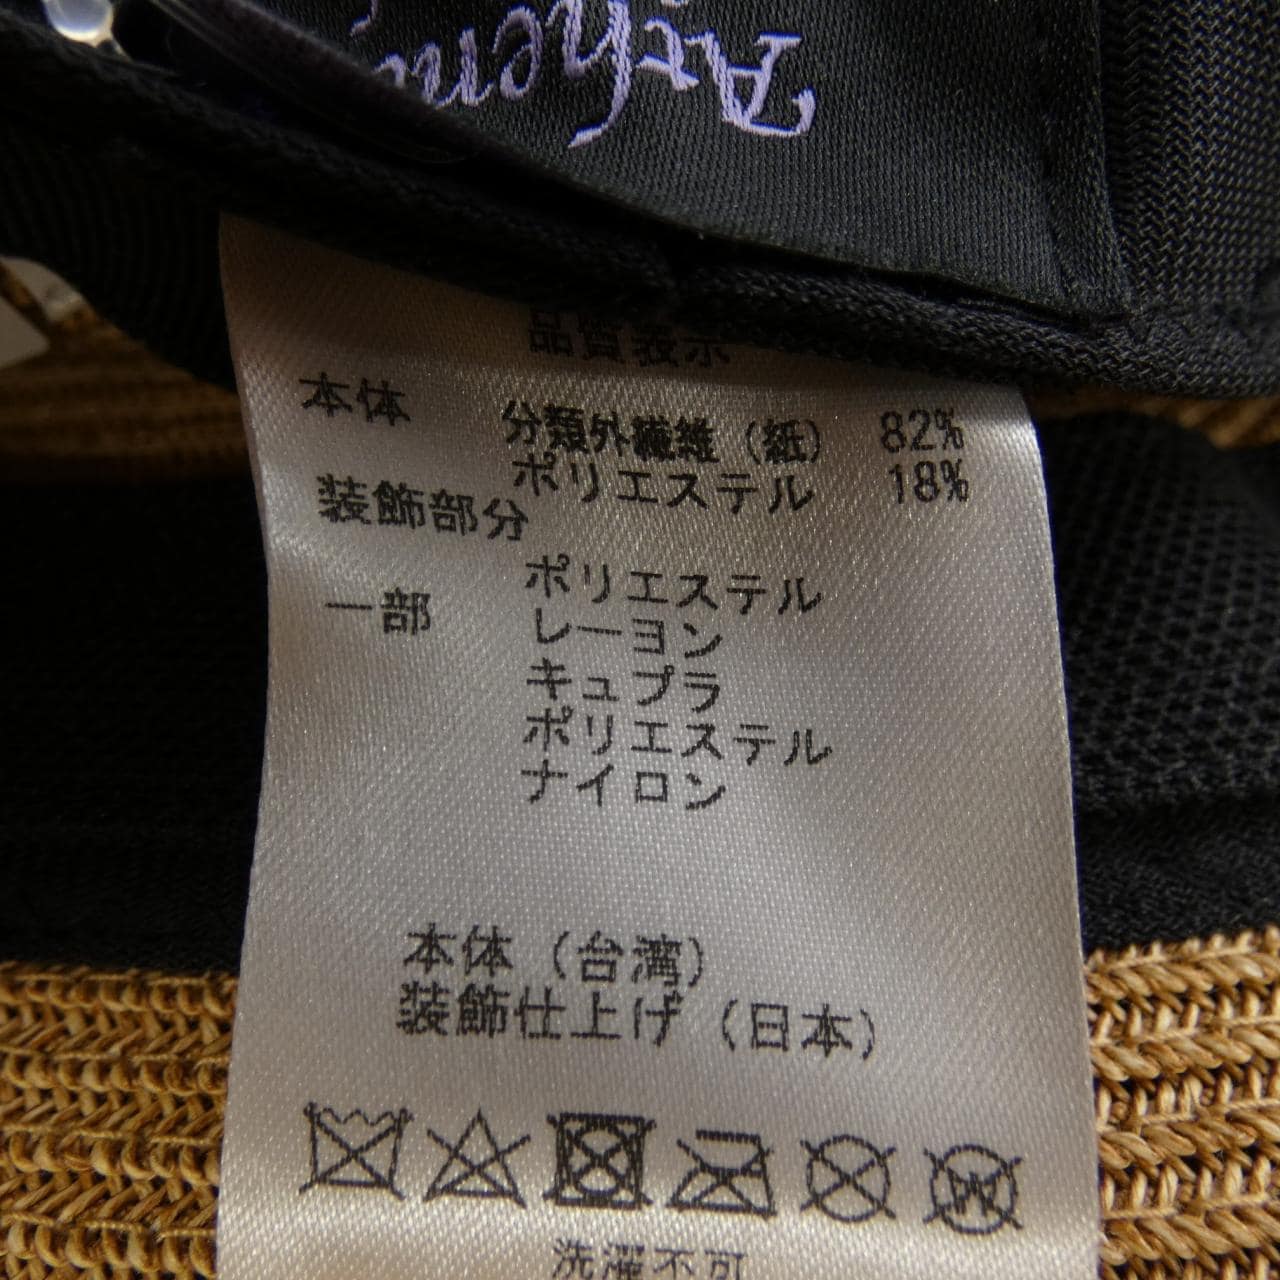 Athen
品質表示
本体 分類外繊維（紙） 82%
ポリエステル 18%
装飾部分
ポリエステル
一部 レーヨン
キュプラ
ポリエステル
ナイロン
本体（台湾）
装飾仕上げ（日本）
W
洗濯不可